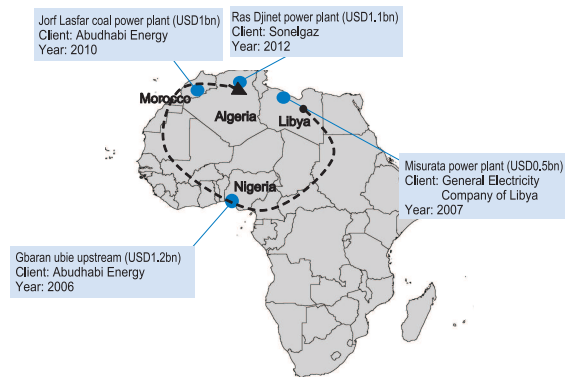 Jorf Lasfar coal power plant (USD1bn)
Client: Abudhabi Energy
Year: 2010
Ras Djinet power plant (USD1.1bn)
Client: Sonelgaz
Year: 2012
Morocco
Algeria
Libya
Nigeria
Misurata power plant (USD0.5bn)
Client: General Electricity
Company of Libya
Year: 2007
Gbaran ubie upstream (USD1.2bn)
Client: Abudhabi Energy
Year: 2006